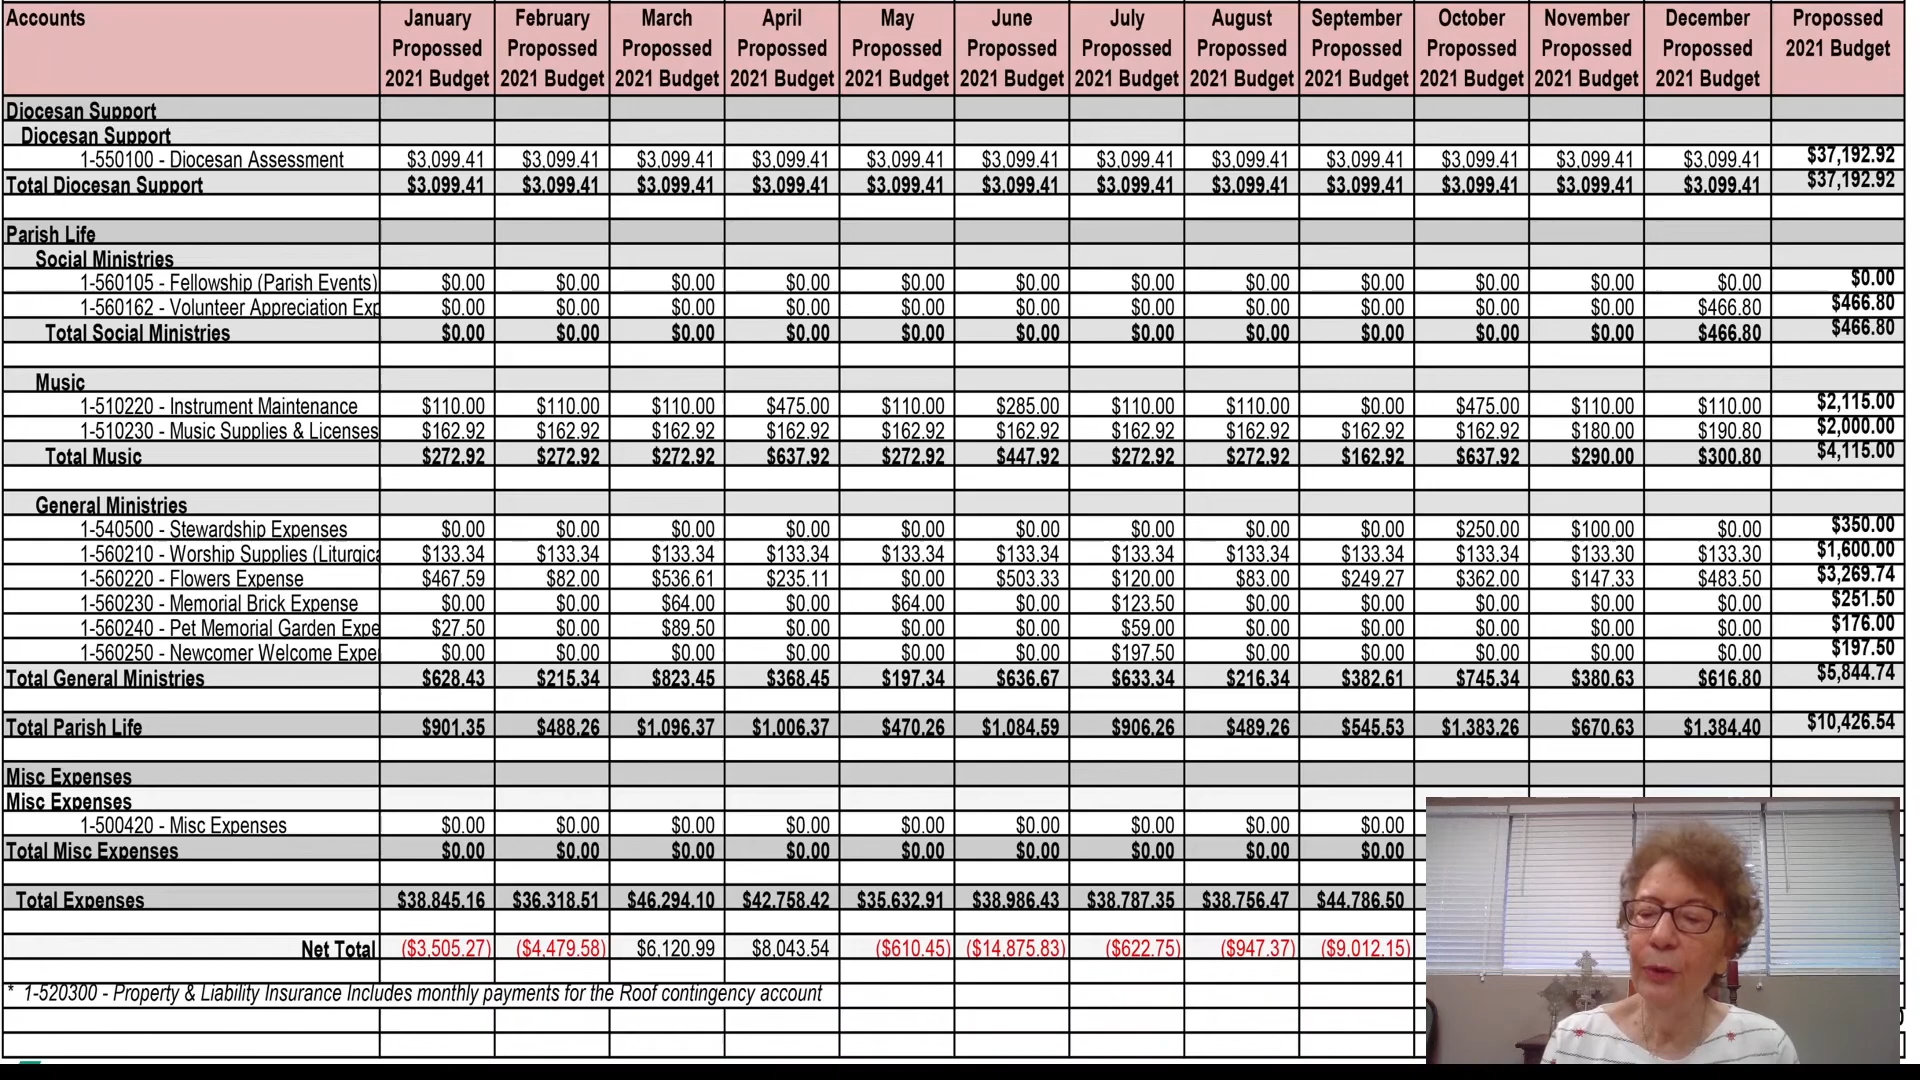 Accounts January February March April May June July August September October November December Propossed
Propossed Propossed Propossed Propossed Propossed Propossed Propossed Propossed Propossed Propossed Propossed Propossed 2021 Budget
2021 Budget 2021 Budget 2021 Budget 2021 Budget 2021 Budget 2021 Budget 2021 Budget 2021 Budget 2021 Budget 2021 Budget 2021 Budget 2021 Budget
Diocesan Support
Diocesan Support
1-550100 - Diocesan Assessment $3,099.41 $3,099.41 $3,099.41 $3,099.41 $3,099.41 $3,099.41 $3,099.41 $3,099.41 $3,099.41 $3,099.41 $3,099.41 $3,099.41 $37,192.92
Total Diocesan Support $3,099.41 $3,099.41 $3,099.41 $3,099.41 $3,099.41 $3,099.41 $3,099.41 $3,099.41 $3,099.41 $3,099.41 $3,099.41 $3,099.41 $37,192.92
Parish Life
Social Ministries
1-560105 - Fellowship (Parish Events) $0.00 $0.00 $0.00 $0.00 $0.00 $0.00 $0.00 $0.00 $0.00 $0.00 $0.00 $0.00 $0.00
1-560162 - Volunteer Appreciation Exp $0.00 $0.00 $0.00 $0.00 $0.00 $0.00 $0.00 $0.00 $0.00 $0.00 $0.00 $466.80 $466.80
Total Social Ministries $0.00 $0.00 $0.00 $0.00 $0.00 $0.00 $0.00 $0.00 $0.00 $0.00 $0.00 $466.80 $466.80
Music
1-510220 - Instrument Maintenance $110.00 $110.00 $110.00 $475.00 $110.00 $285.00 $110.00 $110.00 $0.00 $475.00 $110.00 $110.00 $2,115.00
1-510230 - Music Supplies & Licenses $162.92 $162.92 $162.92 $162.92 $162.92 $162.92 $162.92 $162.92 $162.92 $162.92 $180.00 $190.80 $2,000.00
Total Music $272.92 $272.92 $272.92 $637.92 $272.92 $447.92 $272.92 $272.92 $162.92 $637.92 $290.00 $300.80 $4,115.00
General Ministries
1-540500 - Stewardship Expenses $0.00 $0.00 $0.00 $0.00 $0.00 $0.00 $0.00 $0.00 $0.00 $250.00 $100.00 $0.00 $350.00
1-560210 - Worship Supplies (Liturgica $133.34 $133.34 $133.34 $133.34 $133.34 $133.34 $133.34 $133.34 $133.34 $133.34 $133.30 $133.30 $1,600.00
1-560220 - Flowers Expense $467.59 $82.00 $536.61 $235.11 $0.00 $503.33 $120.00 $83.00 $249.27 $362.00 $147.33 $483.50 $3,269.74
1-560230 - Memorial Brick Expense $0.00 $0.00 $64.00 $0.00 $64.00 $0.00 $123.50 $0.00 $0.00 $0.00 $0.00 $0.00 $251.50
1-560240 - Pet Memorial Garden Expe $27.50 $0.00 $89.50 $0.00 $0.00 $0.00 $59.00 $0.00 $0.00 $0.00 $0.00 $0.00 $176.00
1-560250 - Newcomer Welcome Expe $0.00 $0.00 $0.00 $0.00 $0.00 $0.00 $197.50 $0.00 $0.00 $0.00 $0.00 $0.00 $197.50
Total General Ministries $628.43 $215.34 $823.45 $368.45 $197.34 $636.67 $633.34 $216.34 $382.61 $745.34 $380.63 $616.80 $5,844.74
Total Parish Life $901.35 $488.26 $1,096.37 $1,006.37 $470.26 $1,084.59 $906.26 $489.26 $545.53 $1,383.26 $670.63 $1,384.40 $10,426.54
Misc Expenses
Misc Expenses
1-500420 - Misc Expenses $0.00 $0.00 $0.00 $0.00 $0.00 $0.00 $0.00 $0.00 $0.00
Total Misc Expenses $0.00 $0.00 $0.00 $0.00 $0.00 $0.00 $0.00 $0.00 $0.00
Total Expenses $38,845.16 $36,318.51 $46,294.10 $42,758.42 $35,632.91 $38,986.43 $38,787.35 $38,756.47 $44,786.50
Net Total ($3,505.27) ($4,479.58) $6,120.99 $8,043.54 ($610.45) ($14,875.83) ($622.75) ($947.37) ($9,012.15)
* 1-520300 - Property & Liability Insurance Includes monthly payments for the Roof contingency account